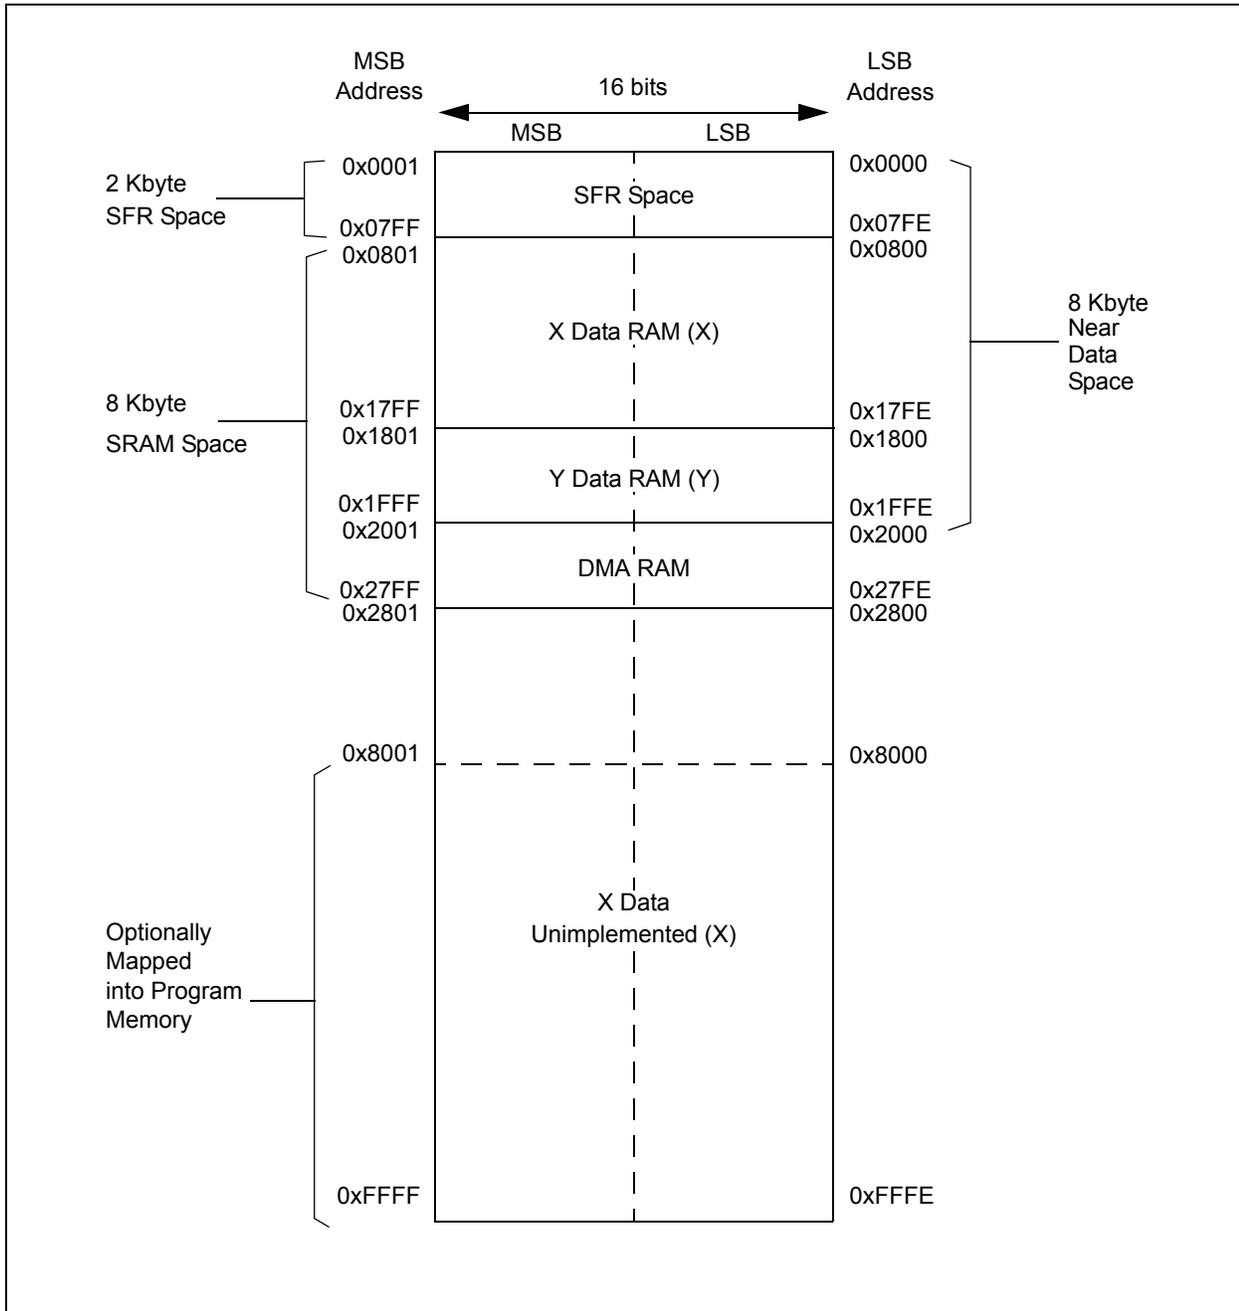 MSB
Address
16 bits
LSB
Address
MSB
LSB
0x0001
0x0000
2 Kbyte
SFR Space
SFR Space
0x07FF
0x07FE
0x0801
0x0800
8 Kbyte
Near
Data
Space
X Data RAM (X)
8 Kbyte
SRAM Space
0x17FF
0x17FE
0x1801
0x1800
Y Data RAM (Y)
0x1FFF
0x1FFE
0x2001
0x2000
DMA RAM
0x27FF
0x27FE
0x2801
0x2800
0x8001
0x8000
X Data
Unimplemented (X)
Optionally
Mapped
into Program
Memory
0xFFFF
0xFFFE